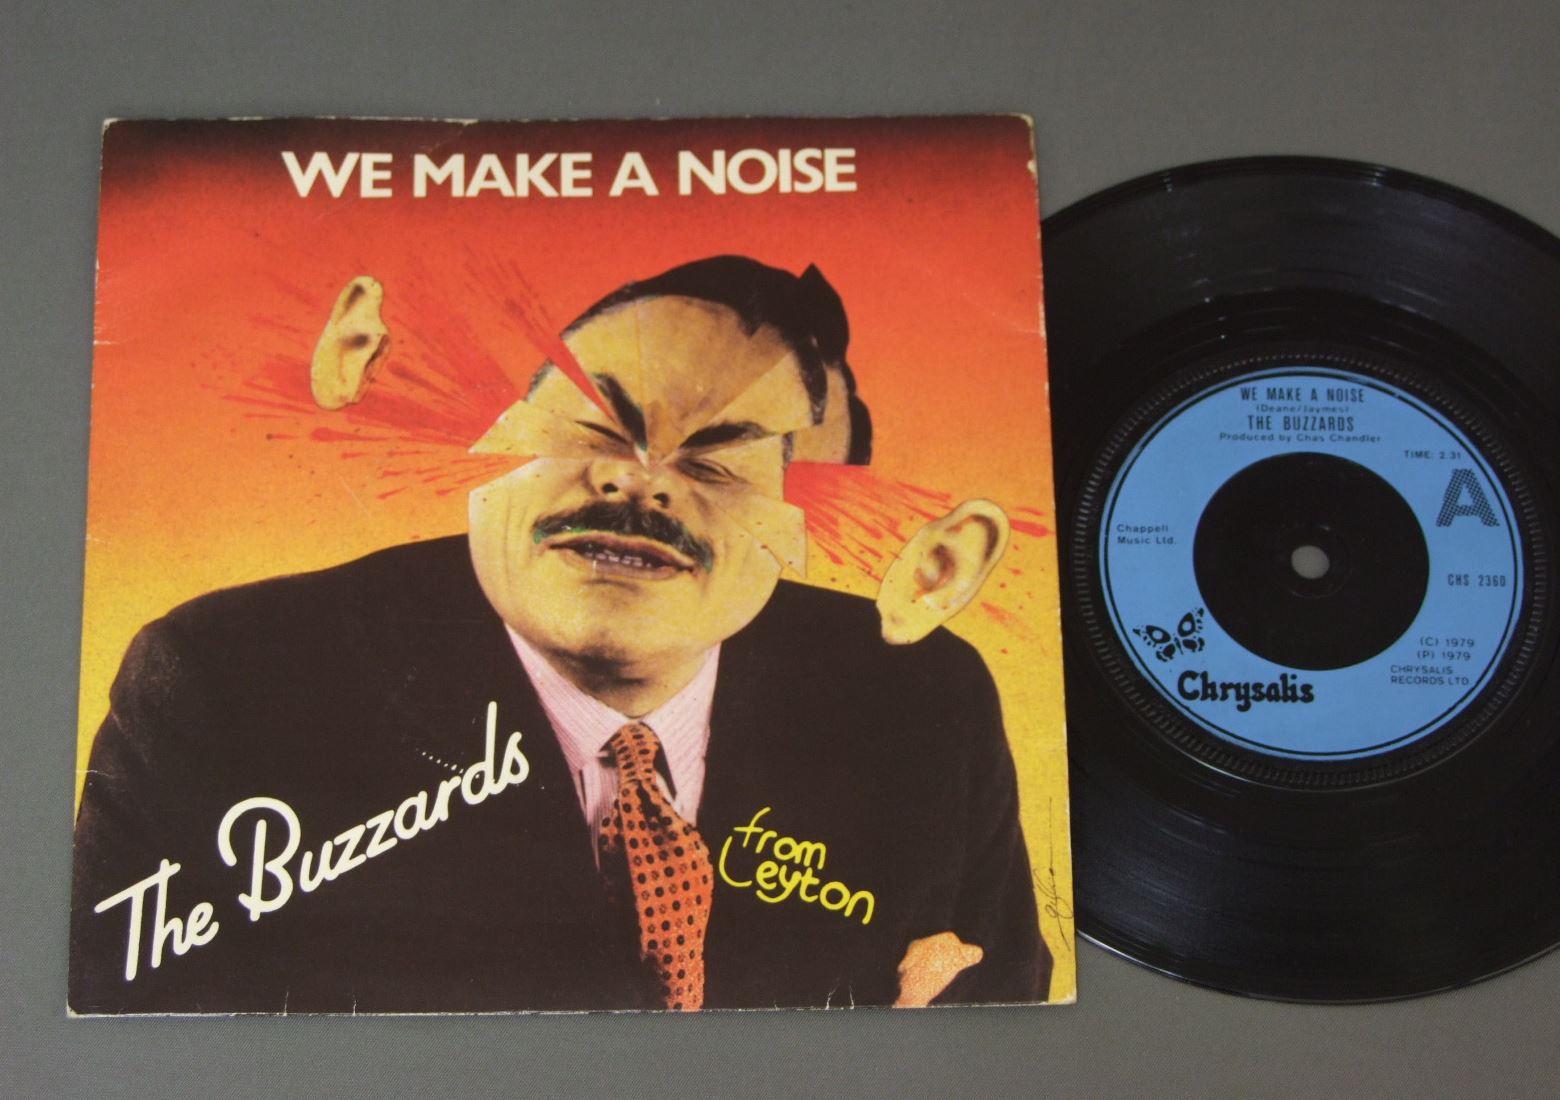 WE MAKE A NOISE
The Buzzards
from
Leyton
WE MAKE A NOISE
(Deane/Jaymes)
THE BUZZARDS
Produced by Chas Chandler
TIME: 2.31
A
Chappell
Music Ltd.
CHS 2360
(C) 1979
(P) 1979
CHRYSALIS
RECORDS LTD.
Chrysalis